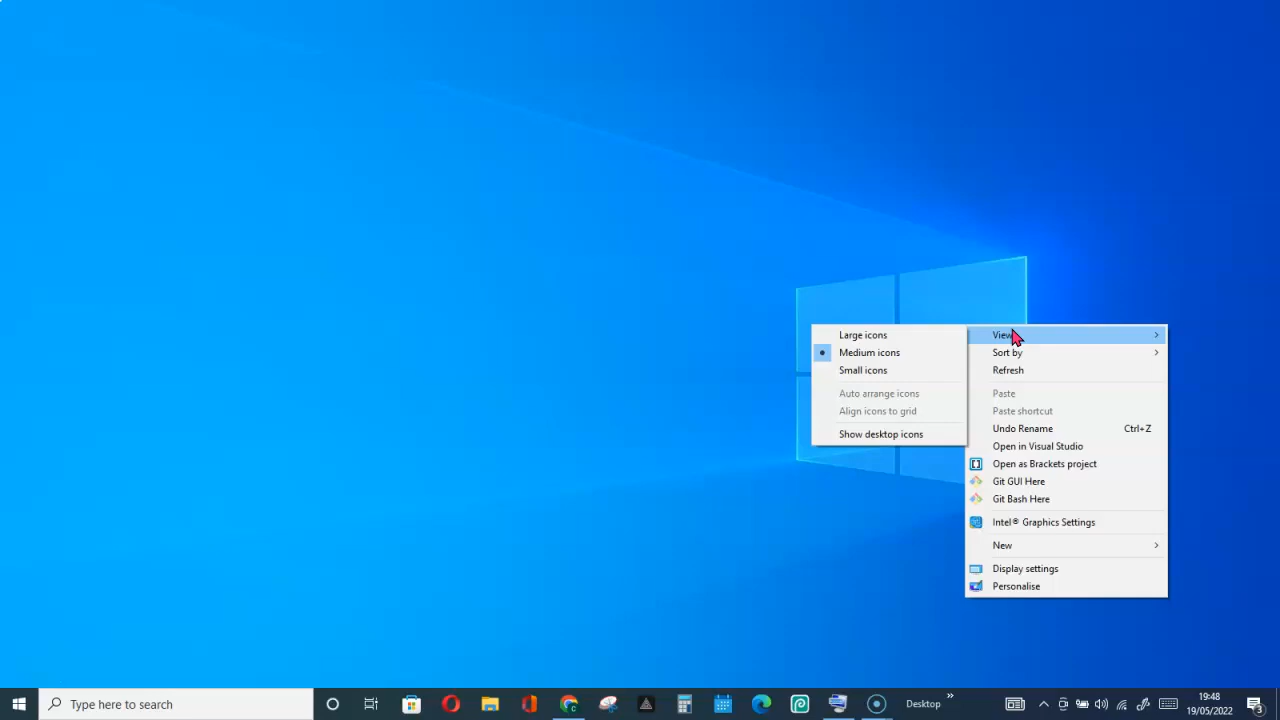 Large icons
Medium icons
Small icons
Auto arrange icons
Align icons to grid
Show desktop icons
View
Sort by
Refresh
Paste
Paste shortcut
Undo Rename Ctrl+Z
Open in Visual Studio
Open as Brackets project
Git GUI Here
Git Bash Here
Intel® Graphics Settings
New
Display settings
Personalise
Type here to search
Desktop
19:48
19/05/2022
3